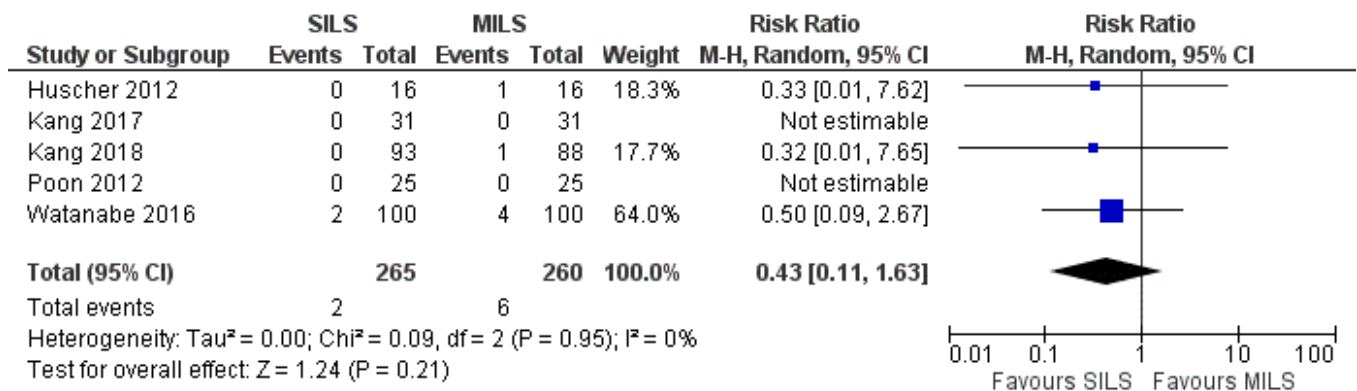 SILS MILS Risk Ratio Risk Ratio
Study or Subgroup Events Total Events Total Weight M-H, Random, 95% CI M-H, Random, 95% CI
Huscher 2012 0 16 1 16 18.3% 0.33 [0.01, 7.62]
Kang 2017 0 31 0 31 Not estimable
Kang 2018 0 93 1 88 17.7% 0.32 [0.01, 7.65]
Poon 2012 0 25 0 25 Not estimable
Watanabe 2016 2 100 4 100 64.0% 0.50 [0.09, 2.67]
Total (95% CI) 265 260 100.0% 0.43 [0.11, 1.63]
Total events 2 6
Heterogeneity: Tau² = 0.00; Chi² = 0.09, df = 2 (P = 0.95); I² = 0%
Test for overall effect: Z = 1.24 (P = 0.21)
0.01 0.1 1 10 100
Favours SILS Favours MILS